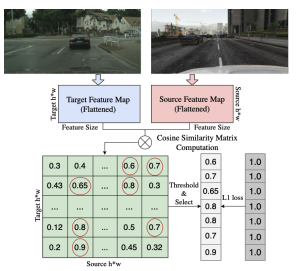 Target Feature Map
(Flattened)
Source Feature Map
(Flattened)
Target h*w
Source h*w
Feature Size
Feature Size
Cosine Similarity Matrix
Computation
0.3 0.4 ... 0.6 0.7
0.43 0.65 ... 0.8 0.3
... ... ... ... ...
0.12 0.8 ... 0.5 0.7
0.2 0.9 ... 0.45 0.32
Target h*w
Source h*w
Threshold
&
Select
0.6
0.7
0.65
0.8
0.8
0.7
0.9
L1 loss
1.0
1.0
1.0
1.0
1.0
1.0
1.0